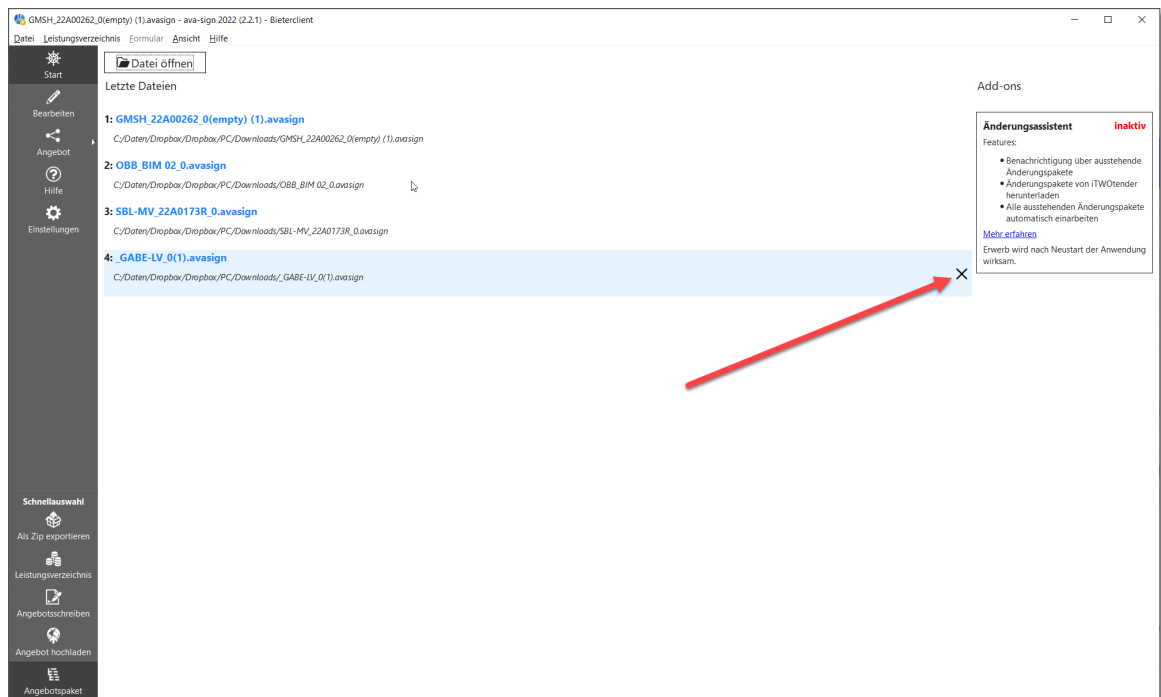 GMSH_22A00262_0(empty) (1).avasign - ava-sign 2022 (2.2.1) - Bieterclient
Datei Leistungsverzeichnis Formular Ansicht Hilfe
Start
Bearbeiten
Angebot
Hilfe
Einstellungen
Schnellauswahl
Als Zip exportieren
Leistungsverzeichnis
Angebotsschreiben
Angebot hochladen
Angebotspaket
Datei öffnen
Letzte Dateien
1: GMSH_22A00262_0(empty) (1).avasign
C:/Daten/Dropbox/Dropbox/PC/Downloads/GMSH_22A00262_0(empty) (1).avasign
2: OBB_BIM 02_0.avasign
C:/Daten/Dropbox/Dropbox/PC/Downloads/OBB_BIM 02_0.avasign
3: SBL-MV_22A0173R_0.avasign
C:/Daten/Dropbox/Dropbox/PC/Downloads/SBL-MV_22A0173R_0.avasign
4: _GABE-LV_0(1).avasign
C:/Daten/Dropbox/Dropbox/PC/Downloads/_GABE-LV_0(1).avasign
Add-ons
Änderungsassistent inaktiv
Features:
Benachrichtigung über ausstehende
Änderungspakete
Änderungspakete von iTWOtender
herunterladen
Alle ausstehenden Änderungspakete
automatisch einarbeiten
Mehr erfahren
Erwerb wird nach Neustart der Anwendung
wirksam.